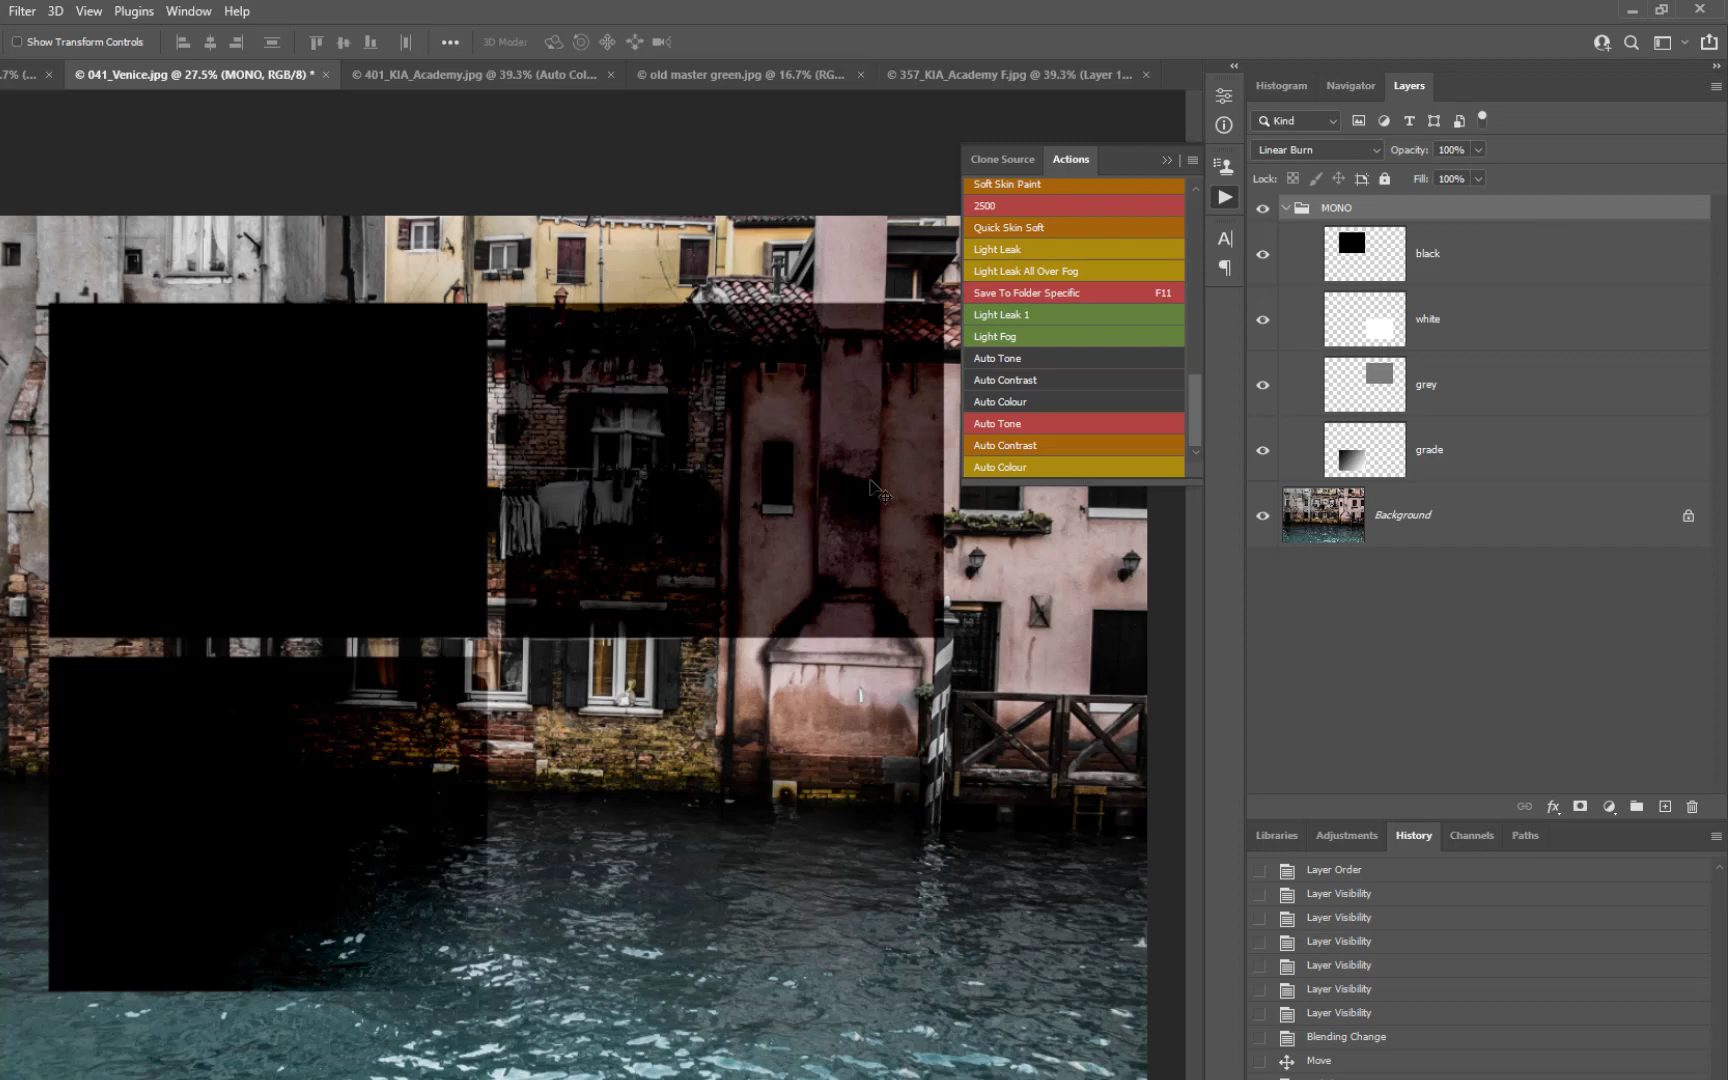 Filter 3D View Plugins Window Help
Show Transform Controls
3D Mode:
.7% (... × © 041_Venice.jpg @ 27.5% (MONO, RGB/8) * × © 401_KIA_Academy.jpg @ 39.3% (Auto Col... × © old master green.jpg @ 16.7% (RG... × © 357_KIA_Academy F.jpg @ 39.3% (Layer 1... ×
Histogram Navigator Layers
Kind
Linear Burn Opacity: 100%
Lock: Fill: 100%
MONO
black
white
grey
grade
Background
Clone Source Actions
Soft Skin Paint
2500
Quick Skin Soft
Light Leak
Light Leak All Over Fog
Save To Folder Specific F11
Light Leak 1
Light Fog
Auto Tone
Auto Contrast
Auto Colour
Auto Tone
Auto Contrast
Auto Colour
fx
Libraries Adjustments History Channels Paths
Layer Order
Layer Visibility
Layer Visibility
Layer Visibility
Layer Visibility
Layer Visibility
Layer Visibility
Blending Change
Move